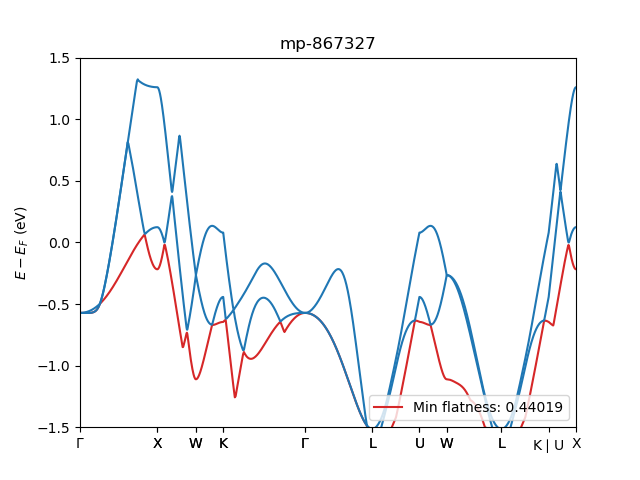 mp-867327
1.5
1.0
0.5
0.0
−0.5
−1.0
−1.5
E − E_F (eV)
Min flatness: 0.44019
Γ X W K Γ L U W L K | U X